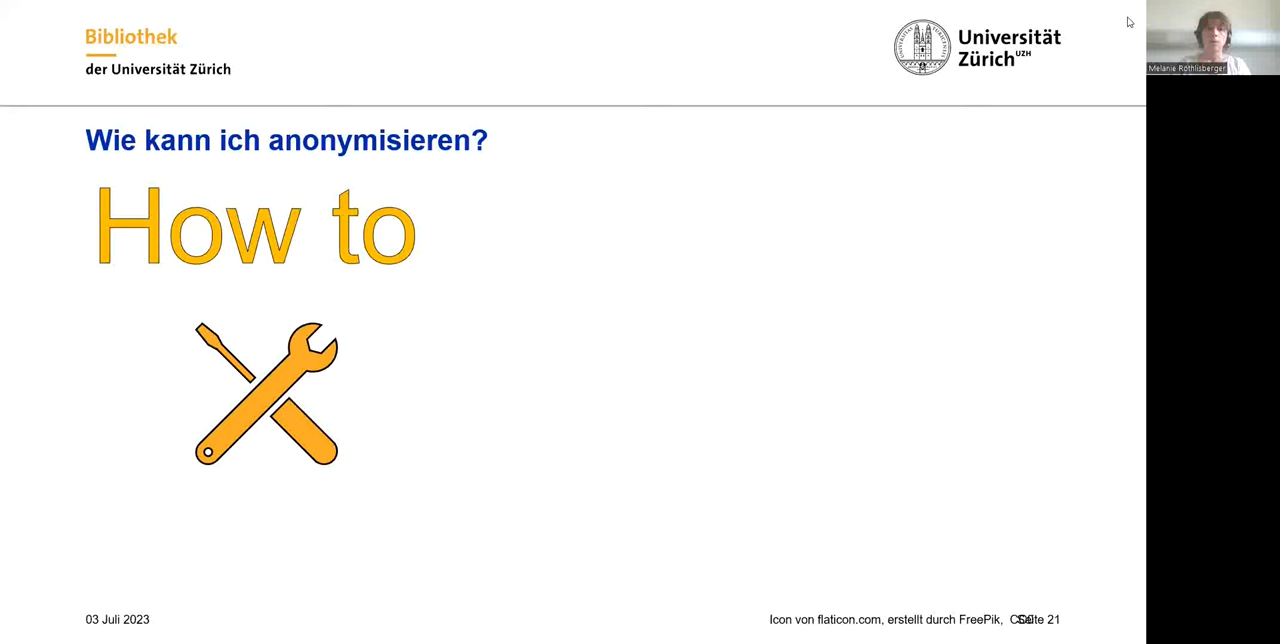 Bibliothek
der Universität Zürich
Universität
Zürich UZH
Melanie Röthlisberger
Wie kann ich anonymisieren?
How to
03 Juli 2023
Icon von flaticon.com, erstellt durch FreePik,
Seite 21